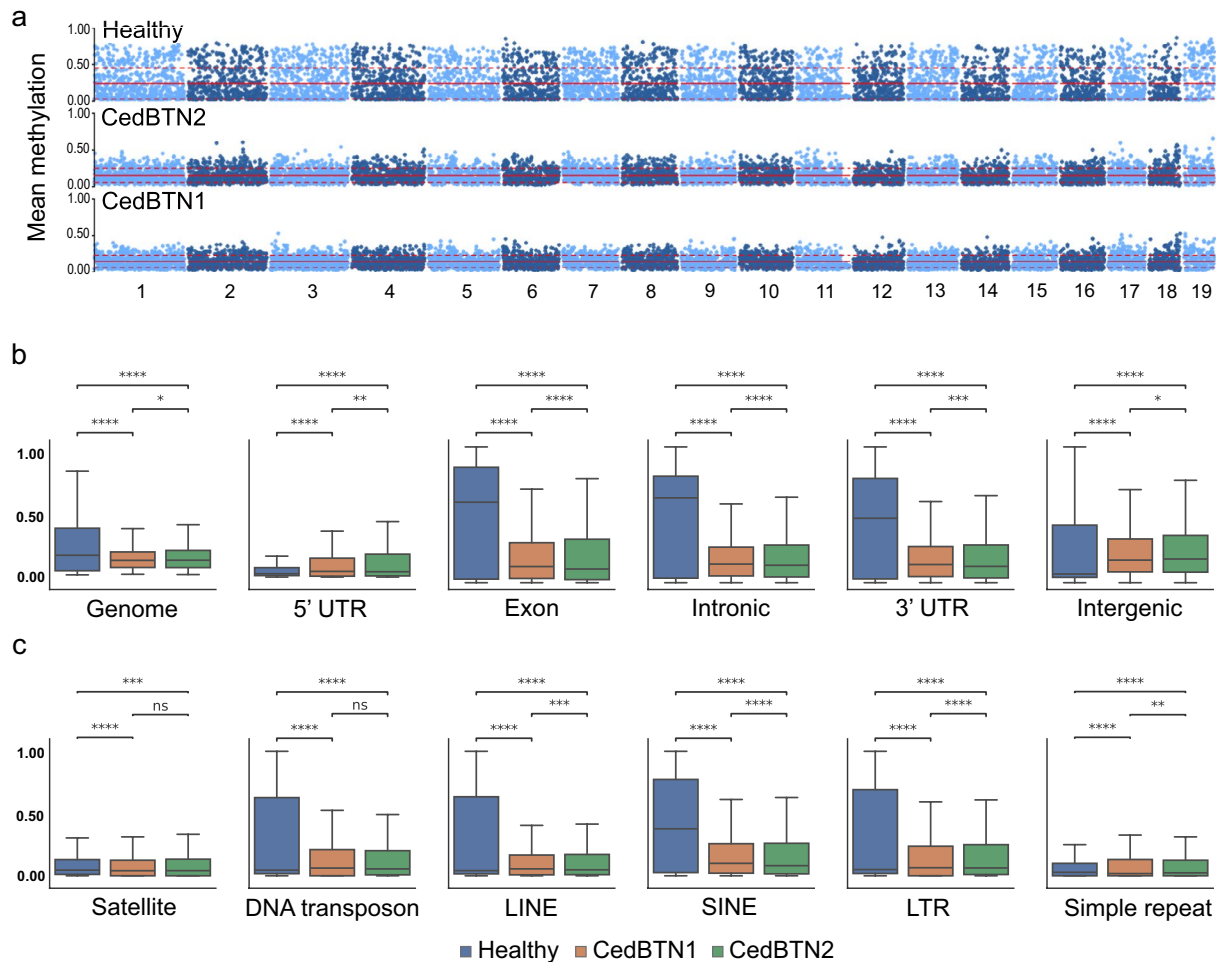 a
Mean methylation
Healthy
1.00
0.50
0.00
CedBTN2
1.00
0.50
0.00
CedBTN1
1.00
0.50
0.00
1 2 3 4 5 6 7 8 9 10 11 12 13 14 15 16 17 18 19
b
**** **** **** **** **** ****
* ** **** **** *** *
**** **** **** **** **** ****
1.00
0.50
0.00
Genome 5’ UTR Exon Intronic 3’ UTR Intergenic
c
*** **** **** **** **** ****
ns ns *** **** **** **
**** **** **** **** **** ****
1.00
0.50
0.00
Satellite DNA transposon LINE SINE LTR Simple repeat
Healthy CedBTN1 CedBTN2